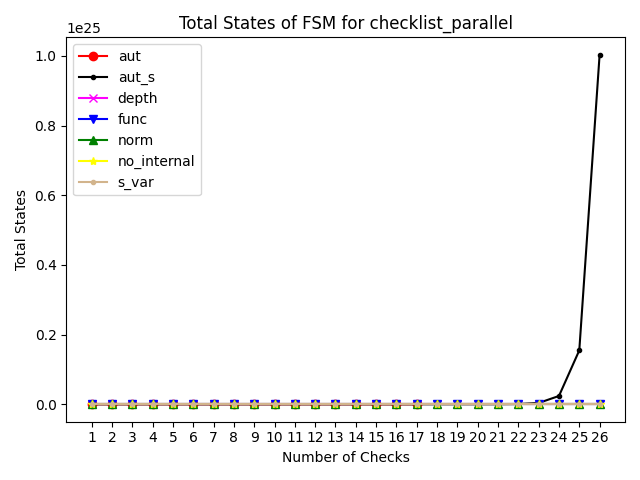 Total States of FSM for checklist_parallel
1e25
1.0
0.8
0.6
0.4
0.2
0.0
Total States
aut
aut_s
depth
func
norm
no_internal
s_var
1 2 3 4 5 6 7 8 9 10 11 12 13 14 15 16 17 18 19 20 21 22 23 24 25 26
Number of Checks